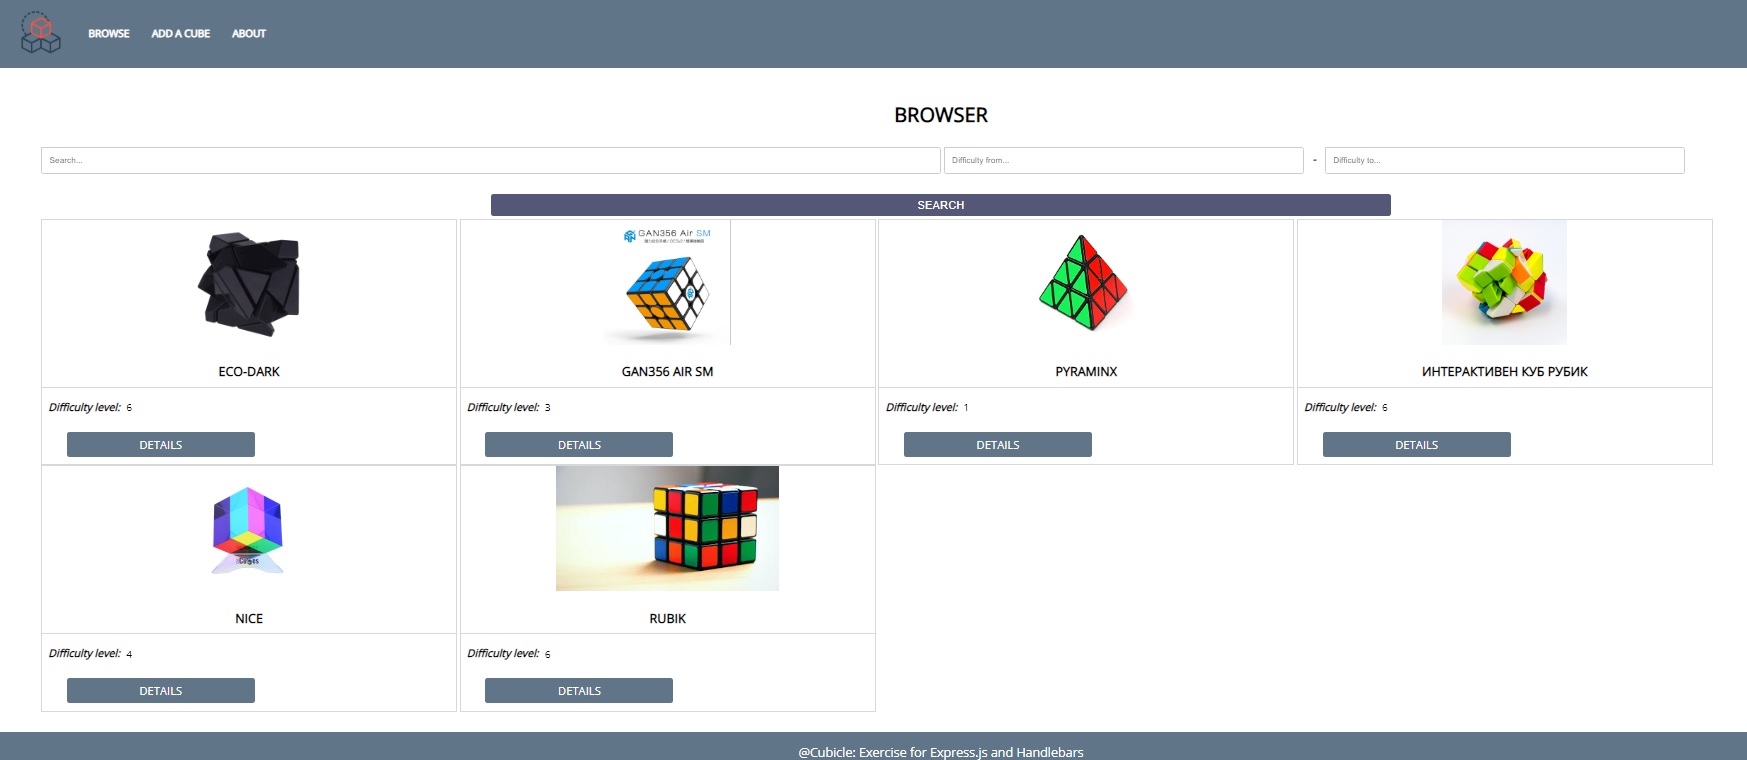 BROWSE ADD A CUBE ABOUT
BROWSER
Search... Difficulty from... - Difficulty to...
SEARCH
GAN356 Air SM
ECO-DARK GAN356 AIR SM PYRAMINX ИНТЕРАКТИВЕН КУБ РУБИК
Difficulty level: 6 Difficulty level: 3 Difficulty level: 1 Difficulty level: 6
DETAILS DETAILS DETAILS DETAILS
NICE RUBIK
Difficulty level: 4 Difficulty level: 6
DETAILS DETAILS
@Cubicle: Exercise for Express.js and Handlebars